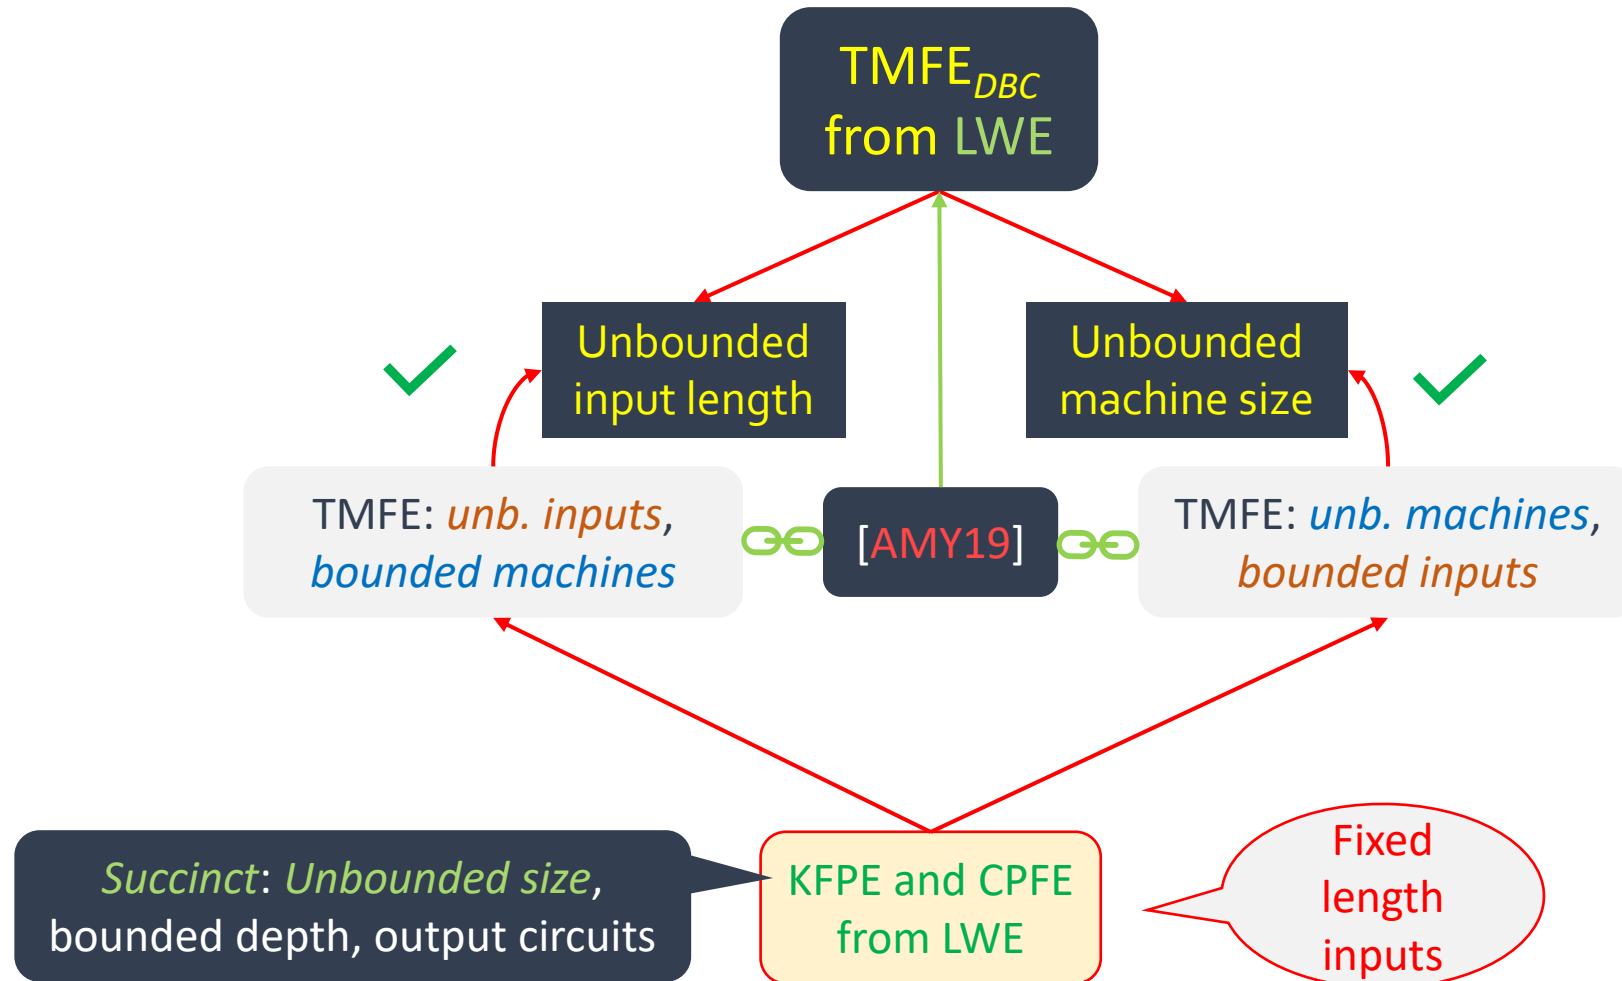 TMFE_DBC
from LWE
Unbounded
input length
Unbounded
machine size
TMFE: unb. inputs,
bounded machines
[AMY19]
TMFE: unb. machines,
bounded inputs
Succinct: Unbounded size,
bounded depth, output circuits
KFPE and CPFE
from LWE
Fixed
length
inputs